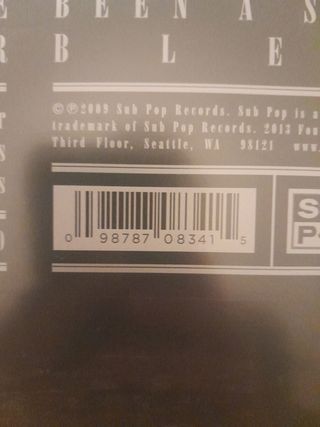 BEEN A S
R B L E
©℗2009 Sub Pop Records. Sub Pop is a
trademark of Sub Pop Records. 2013 Fou
Third Floor, Seattle, WA 98121 www.
S
P
0 98787 08341 5